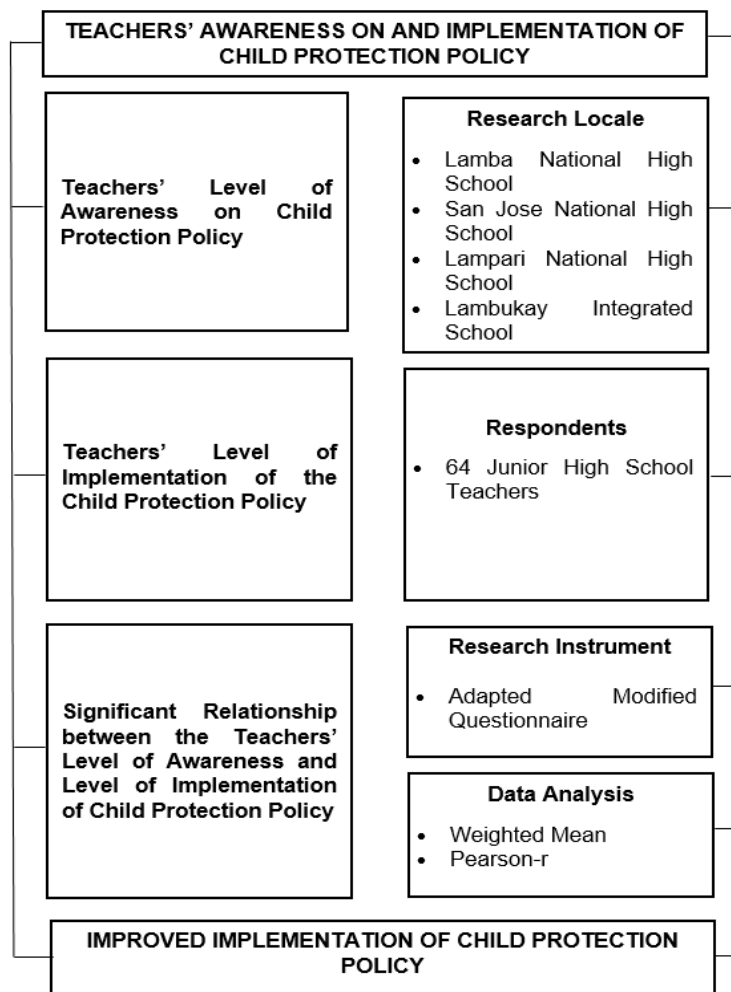 TEACHERS' AWARENESS ON AND IMPLEMENTATION OF
CHILD PROTECTION POLICY
Teachers' Level of
Awareness on Child
Protection Policy
Research Locale
• Lamba National High
School
• San Jose National High
School
• Lampari National High
School
• Lambukay Integrated
School
Teachers' Level of
Implementation of the
Child Protection Policy
Respondents
• 64 Junior High School
Teachers
Significant Relationship
between the Teachers'
Level of Awareness and
Level of Implementation
of Child Protection Policy
Research Instrument
• Adapted Modified
Questionnaire
Data Analysis
• Weighted Mean
• Pearson-r
IMPROVED IMPLEMENTATION OF CHILD PROTECTION
POLICY